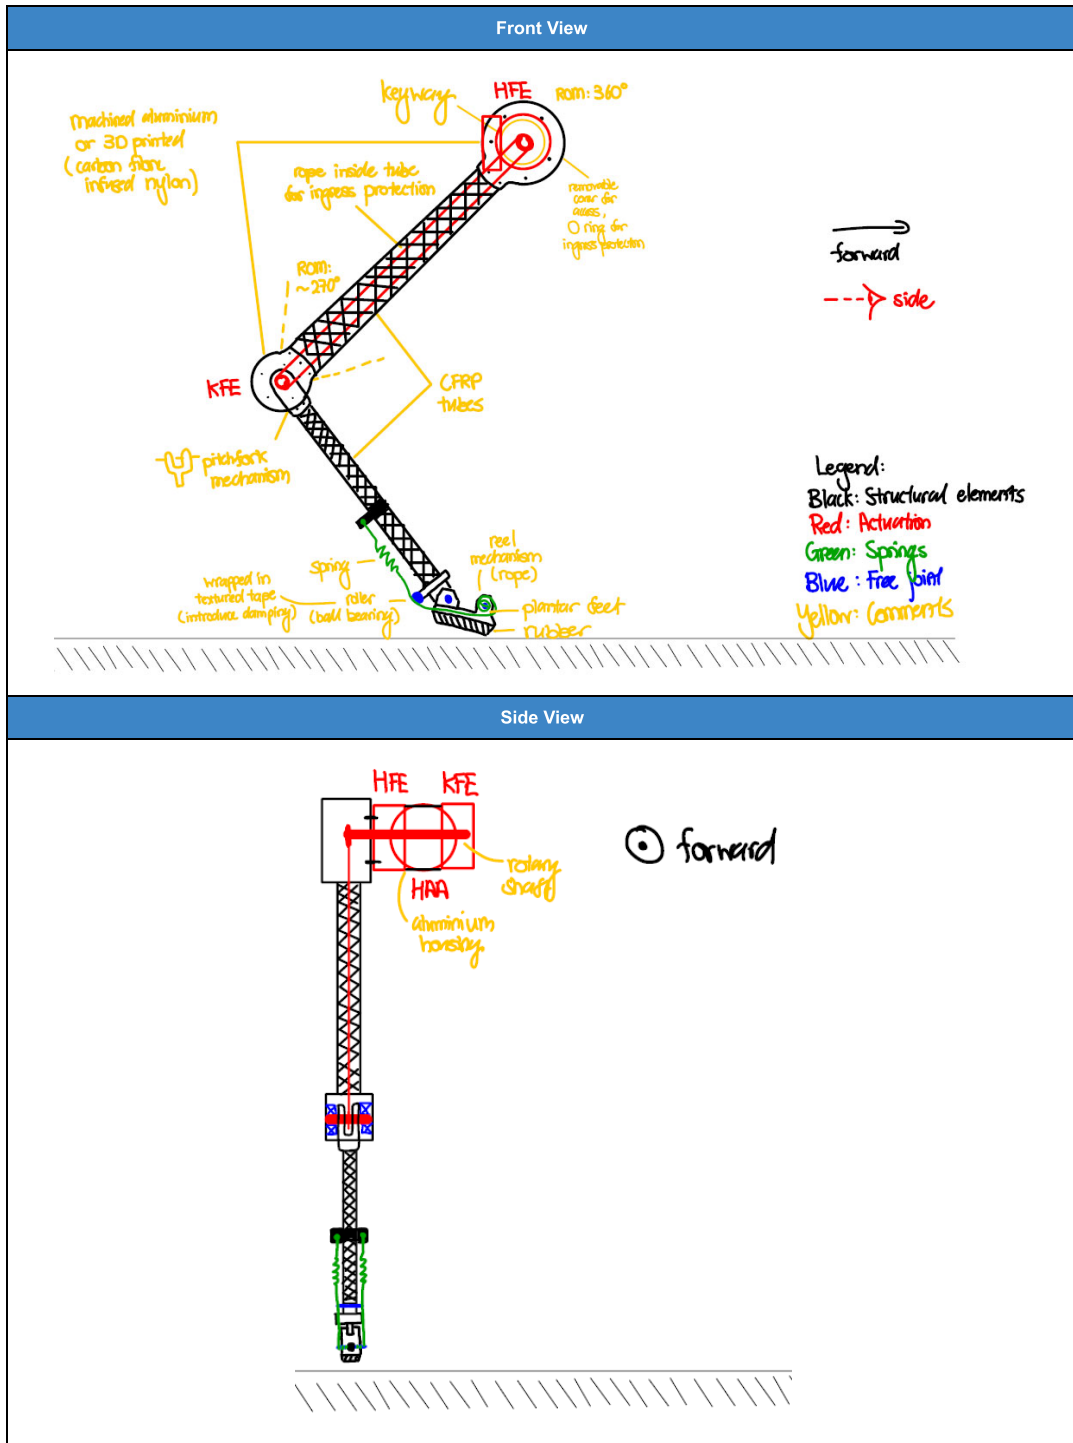 Front View
keyway
HFE
ROM: 360°
machined aluminium
or 3D printed
(carbon fibre
infused nylon)
rope inside tube
for ingress protection
removable
cover for
access,
O ring for
ingress protection
forward
side
ROM:
~270°
KFE
CFRP
tubes
pitchfork
mechanism
Legend:
Black: Structural elements
Red: Actuation
Green: Springs
Blue: Free joint
Yellow: Comments
reel
mechanism
(rope)
spring
wrapped in
textured tape
(introduce damping)
roller
(ball bearing)
plantar feet
rubber
Side View
HFE
KFE
forward
rotary
shaft
HAA
aluminium
housing